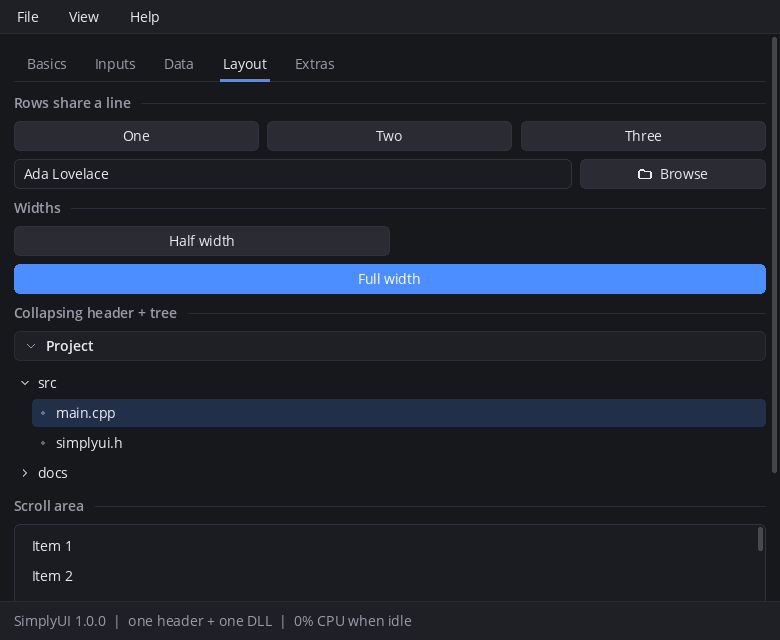 File View Help
Basics Inputs Data Layout Extras
Rows share a line
One Two Three
Ada Lovelace Browse
Widths
Half width
Full width
Collapsing header + tree
Project
src
main.cpp
simplyui.h
docs
Scroll area
Item 1
Item 2
SimplyUI 1.0.0 | one header + one DLL | 0% CPU when idle